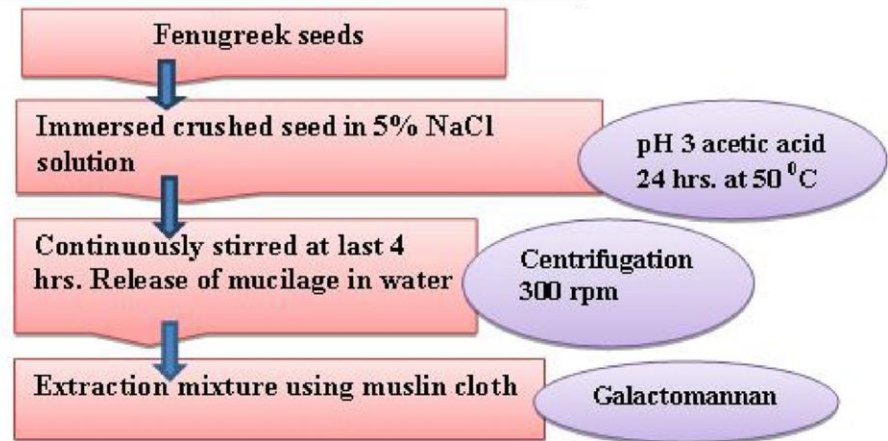 Fenugreek seeds
Immersed crushed seed in 5% NaCl
solution
pH 3 acetic acid
24 hrs. at 50 ⁰C
Continuously stirred at last 4
hrs. Release of mucilage in water
Centrifugation
300 rpm
Extraction mixture using muslin cloth
Galactomannan